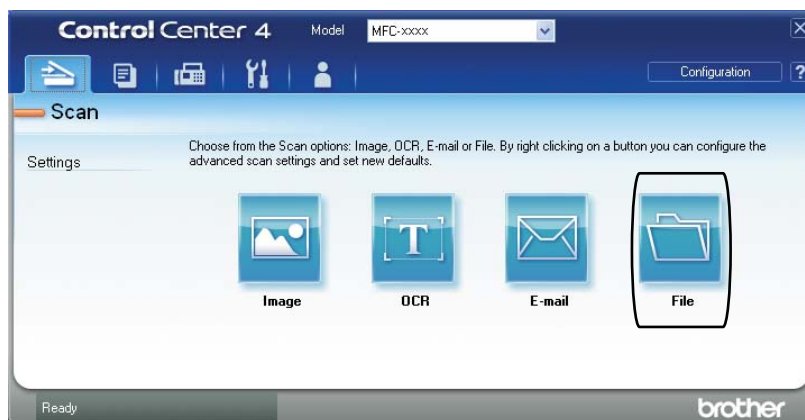 Control Center 4 Model MFC-xxxx
Configuration ?
Scan
Choose from the Scan options: Image, OCR, E-mail or File. By right clicking on a button you can configure the
Settings
advanced scan settings and set new defaults.
T
Image OCR E-mail File
Ready
brother